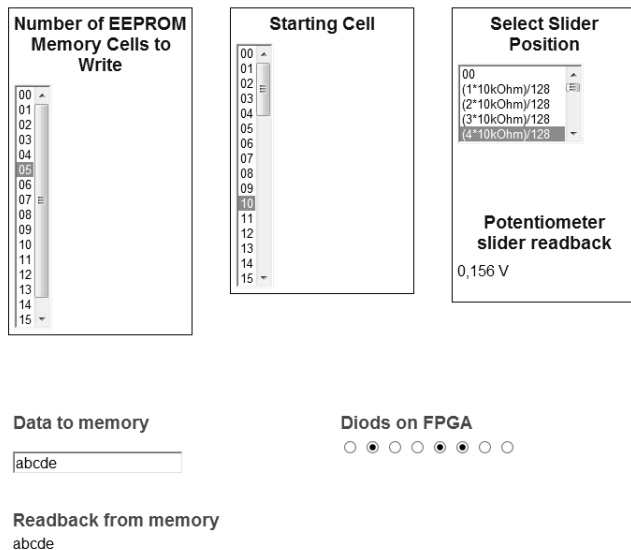 Number of EEPROM
Memory Cells to
Write
00
01
02
03
04
05
06
07
08
09
10
11
12
13
14
15
Starting Cell
00
01
02
03
04
05
06
07
08
09
10
11
12
13
14
15
Select Slider
Position
00
(1*10kOhm)/128
(2*10kOhm)/128
(3*10kOhm)/128
(4*10kOhm)/128
Potentiometer
slider readback
0,156 V
Data to memory
abcde
Diods on FPGA
Readback from memory
abcde